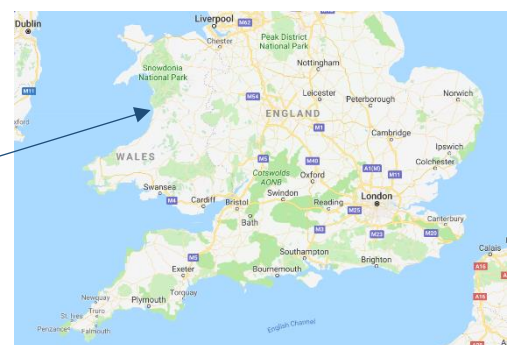 Dublin
Liverpool
M62
Chester
Peak District
National Park
Snowdonia
National Park
Nottingham
M11
Leicester
Peterborough
Norwich
M54
xford
ENGLAND
M1
Cambridge
Ipswich
WALES
M5
M40
A1(M)
M11
Colchester
Cotswolds
AONB
Oxford
Swansea
M4
Cardiff
Bristol
Swindon
Reading
London
M25
Bath
Canterbury
M3
M23
M20
Southampton
Calais
M5
Exeter
Bournemouth
Brighton
A16
Newquay
Plymouth
Torquay
A16
St. Ives
Truro
Penzance
Falmouth
English Channel
A28
A